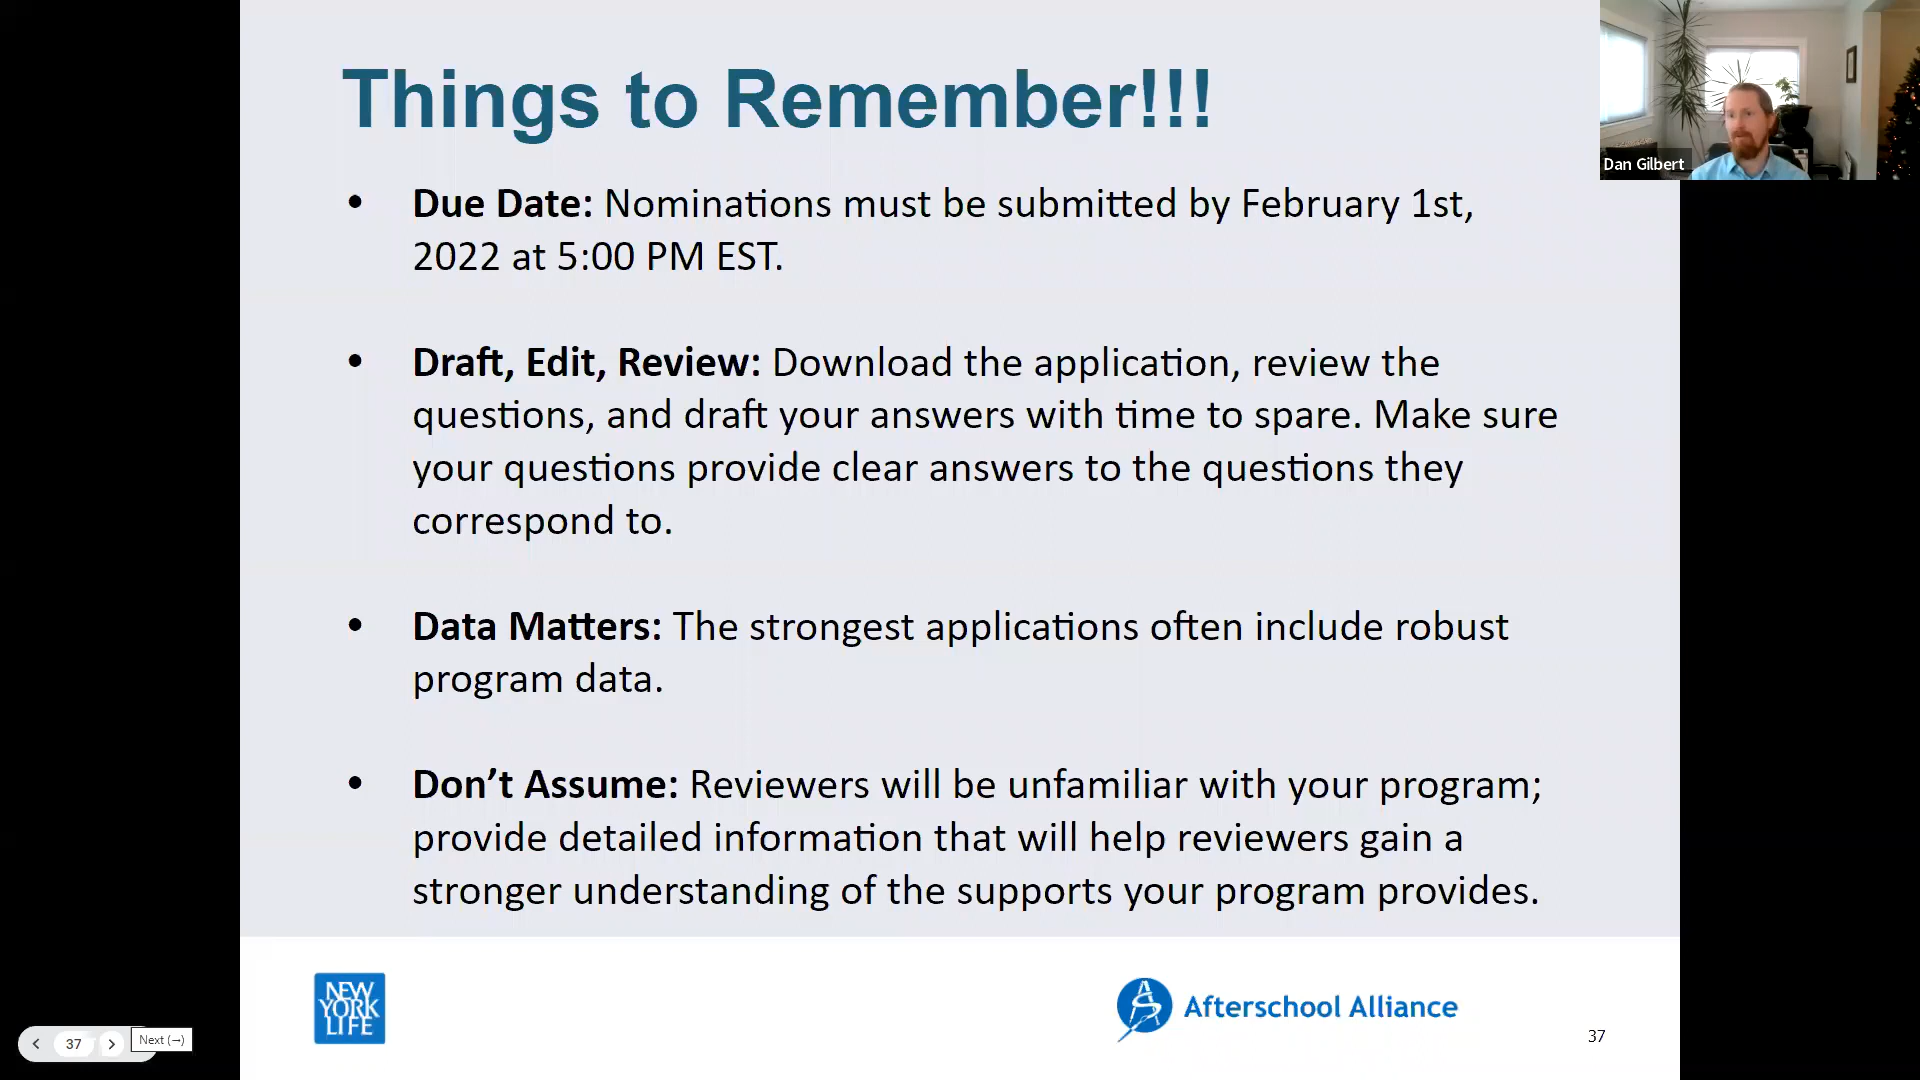 Things to Remember!!!
• Due Date: Nominations must be submitted by February 1st,
2022 at 5:00 PM EST.
• Draft, Edit, Review: Download the application, review the
questions, and draft your answers with time to spare. Make sure
your questions provide clear answers to the questions they
correspond to.
• Data Matters: The strongest applications often include robust
program data.
• Don’t Assume: Reviewers will be unfamiliar with your program;
provide detailed information that will help reviewers gain a
stronger understanding of the supports your program provides.
Dan Gilbert
NEW
YORK
LIFE
Afterschool Alliance
37
37
Next (→)